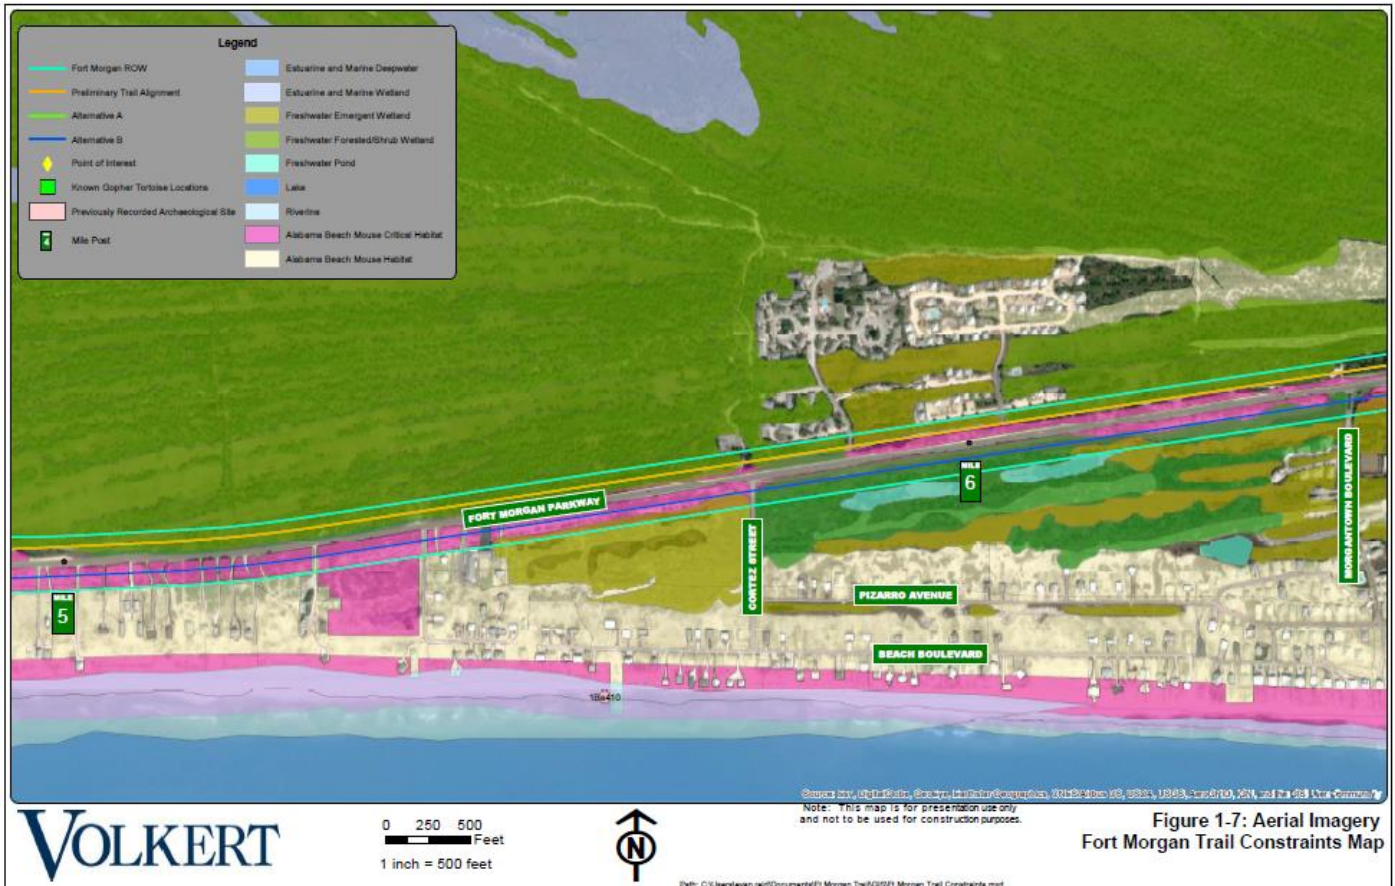 Legend
Fort Morgan ROW
Preliminary Trail Alignment
Alternative A
Alternative B
Point of Interest
Known Gopher Tortoise Locations
Previously Recorded Archaeological Site
4
Mile Post
Estuarine and Marine Deepwater
Estuarine and Marine Wetland
Freshwater Emergent Wetland
Freshwater Forested/Shrub Wetland
Freshwater Pond
Lake
Riverine
Alabama Beach Mouse Critical Habitat
Alabama Beach Mouse Habitat
FORT MORGAN PARKWAY
MILE
6
MORGANTOWN BOULEVARD
CORTEZ STREET
MILE
5
PIZARRO AVENUE
BEACH BOULEVARD
1Ba410
VOLKERT
0 250 500
Feet
1 inch = 500 feet
N
Note: This map is for presentation use only
and not to be used for construction purposes.
Figure 1-7: Aerial Imagery
Fort Morgan Trail Constraints Map